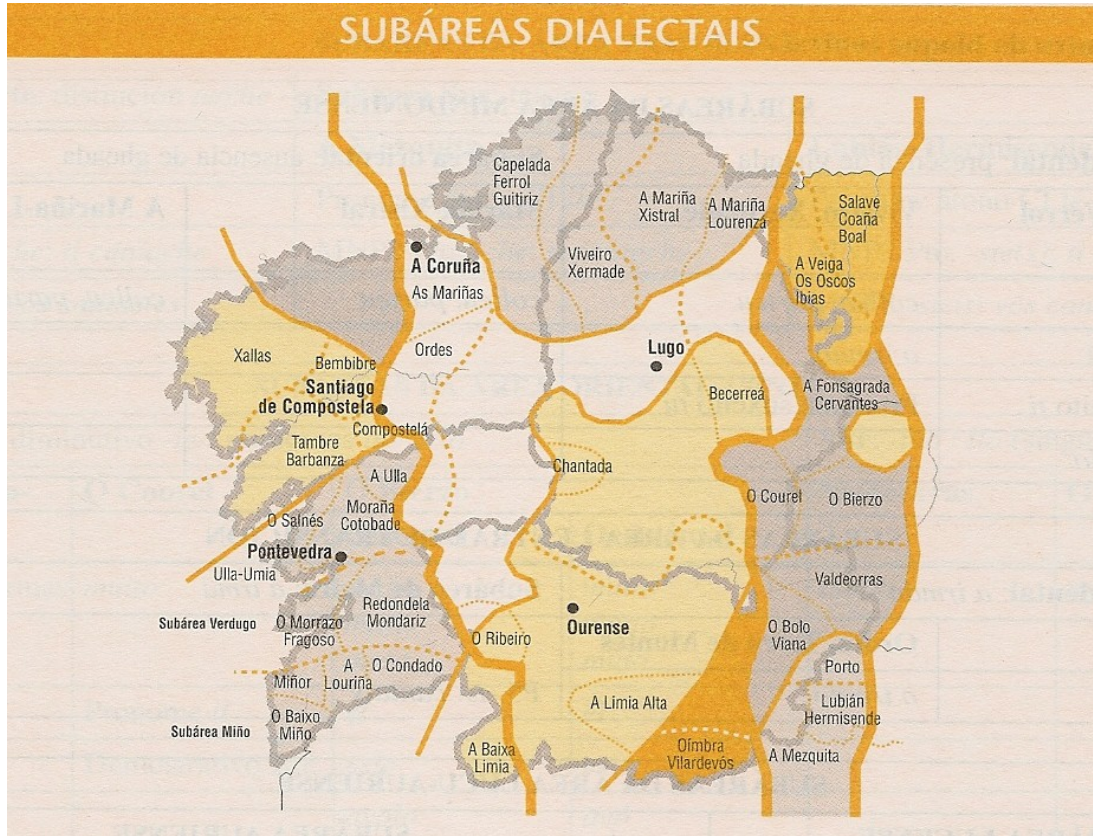 SUBÁREAS DIALECTAIS
Capelada
Ferrol
Guitiriz
A Mariña
Xistral
A Mariña
Lourenzá
Salave
Coaña
Boal
A Coruña
As Mariñas
Viveiro
Xermade
A Veiga
Os Oscos
Ibias
Ordes
Lugo
Xallas
Bembibre
Santiago
de Compostela
Compostelá
Becerreá
A Fonsagrada
Cervantes
Tambre
Barbanza
A Ulla
Chantada
O Courel
O Bierzo
Moraña
Cotobade
O Salnés
Pontevedra
Ulla-Umia
Valdeorras
Redondela
Mondariz
Subárea Verdugo
O Morrazo
Fragoso
O Ribeiro
Ourense
O Bolo
Viana
A
Louriña
O Condado
Porto
Miñor
A Limia Alta
Lubián
Hermisende
O Baixo
Miño
Subárea Miño
A Baixa
Limia
Oímbra
Vilardevós
A Mezquita